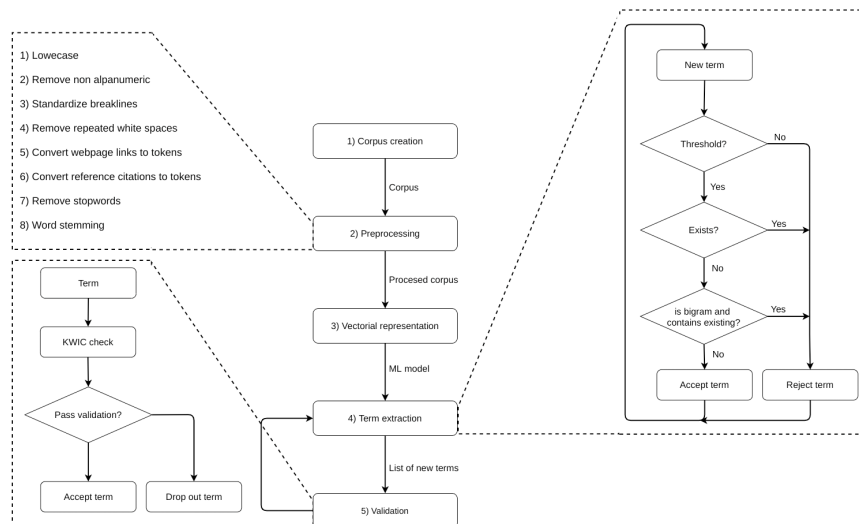 1) Lowecase
2) Remove non alpanumeric
3) Standardize breaklines
4) Remove repeated white spaces
5) Convert webpage links to tokens
6) Convert reference citations to tokens
7) Remove stopwords
8) Word stemming
1) Corpus creation
Corpus
2) Preprocessing
Procesed corpus
3) Vectorial representation
ML model
4) Term extraction
List of new terms
5) Validation
Term
KWIC check
Pass validation?
Accept term
Drop out term
New term
Threshold?
No
Yes
Exists?
Yes
No
is bigram and
contains existing?
Yes
No
Accept term
Reject term